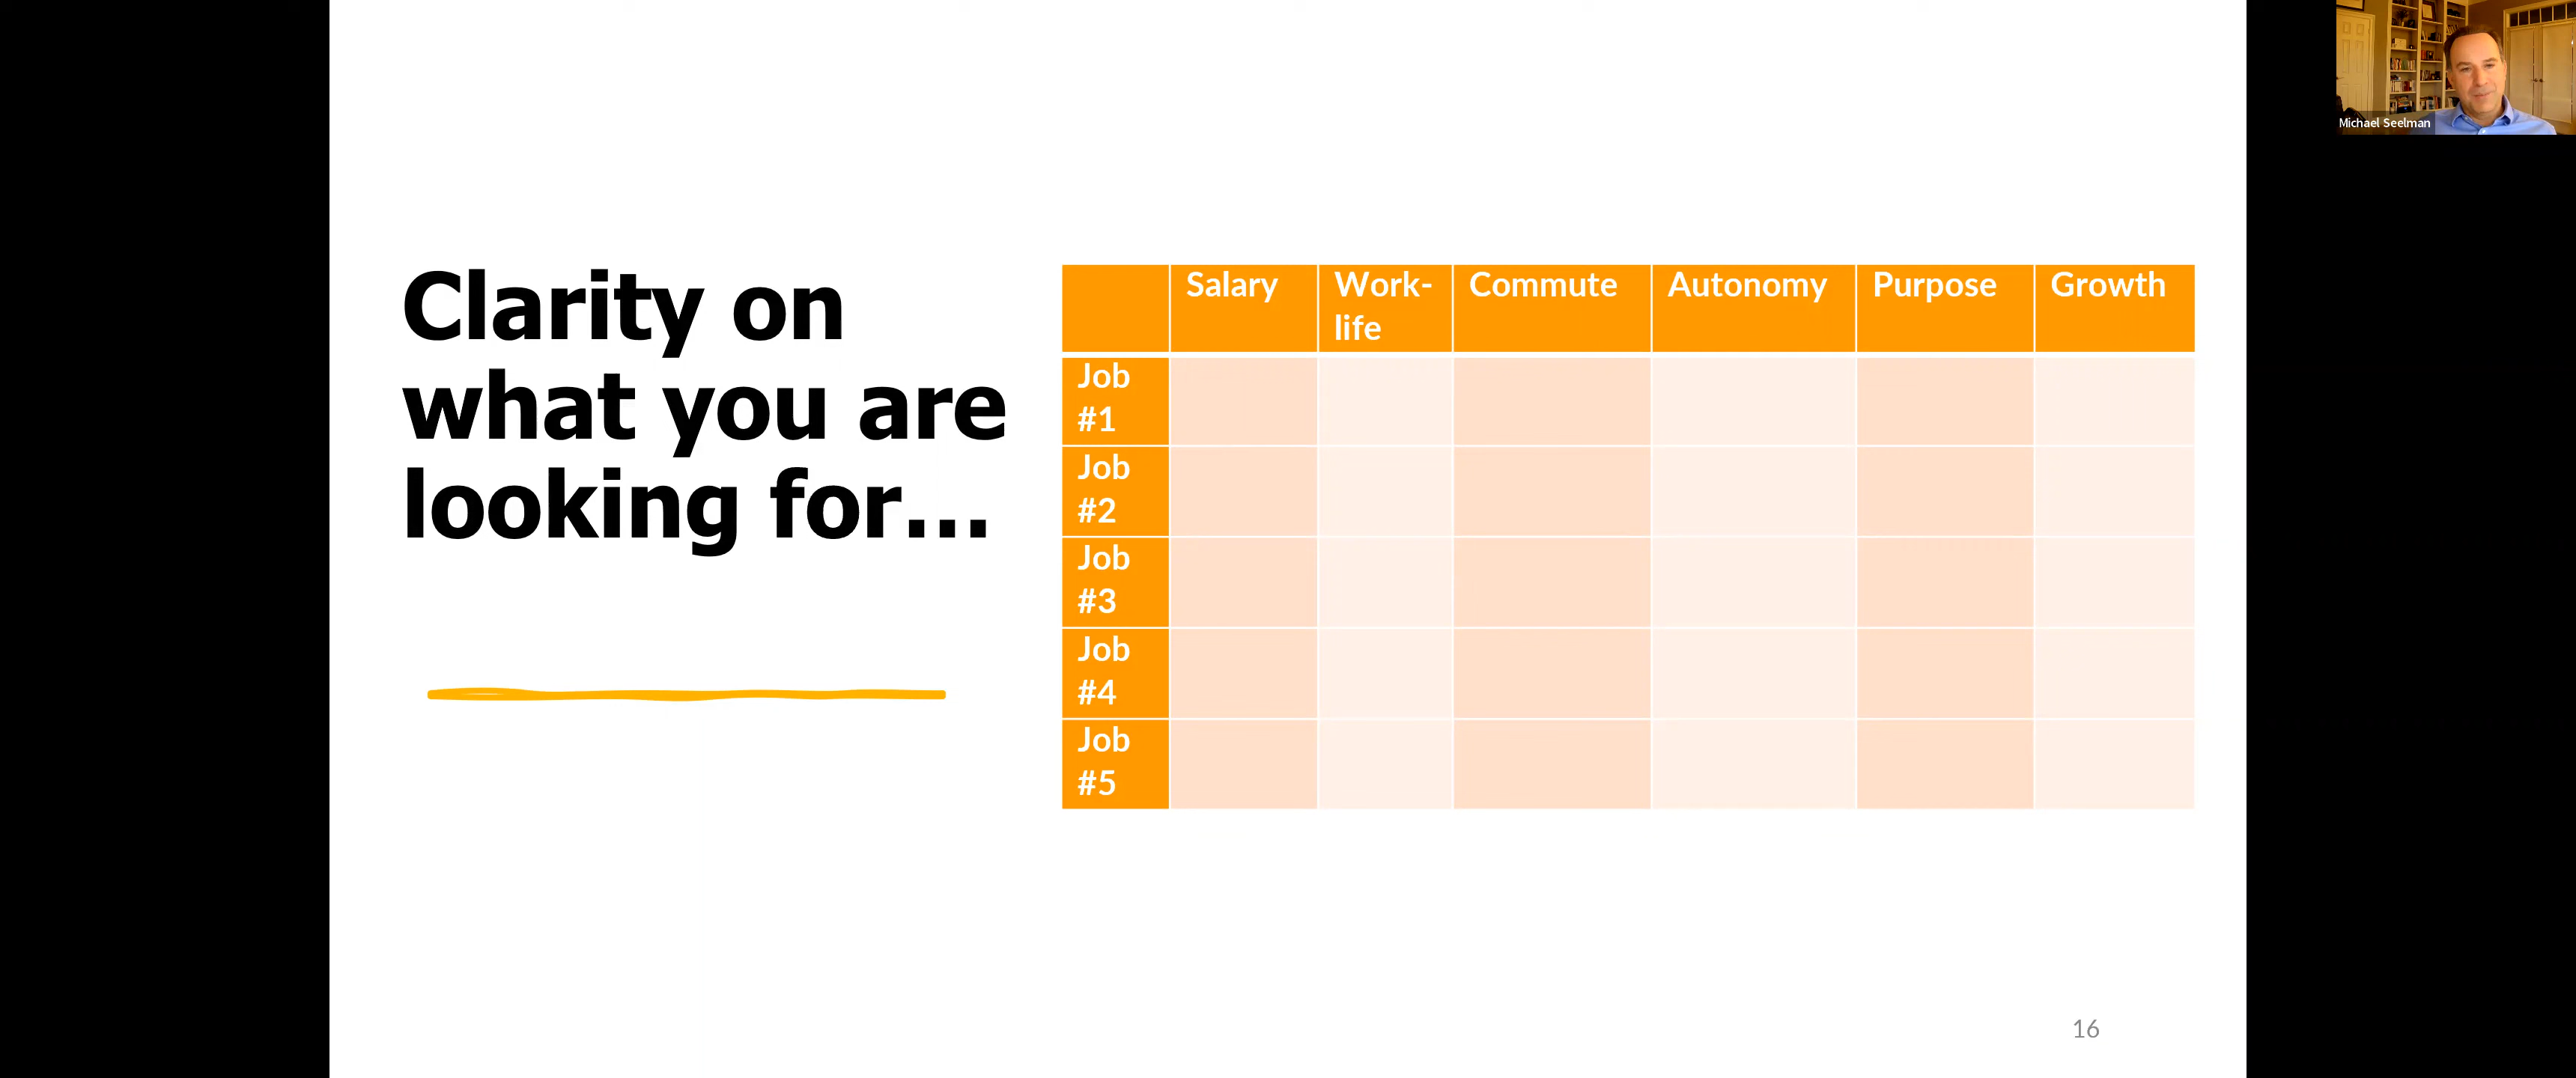 Clarity on
what you are
looking for...
Salary Work- Commute Autonomy Purpose Growth
life
Job
#1
Job
#2
Job
#3
Job
#4
Job
#5
16
Michael Seelman